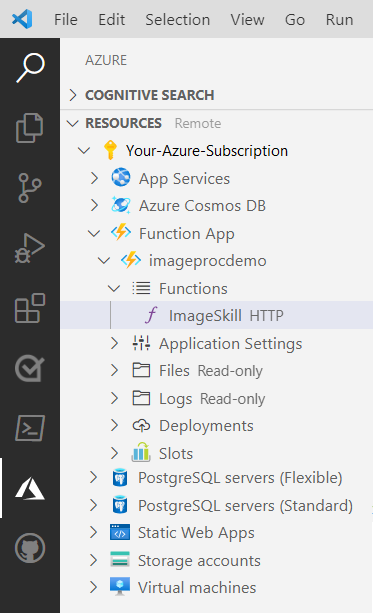 File Edit Selection View Go Run
AZURE
COGNITIVE SEARCH
RESOURCES Remote
Your-Azure-Subscription
App Services
Azure Cosmos DB
Function App
imageprocdemo
Functions
ImageSkill HTTP
Application Settings
Files Read-only
Logs Read-only
Deployments
Slots
PostgreSQL servers (Flexible)
PostgreSQL servers (Standard)
Static Web Apps
Storage accounts
Virtual machines